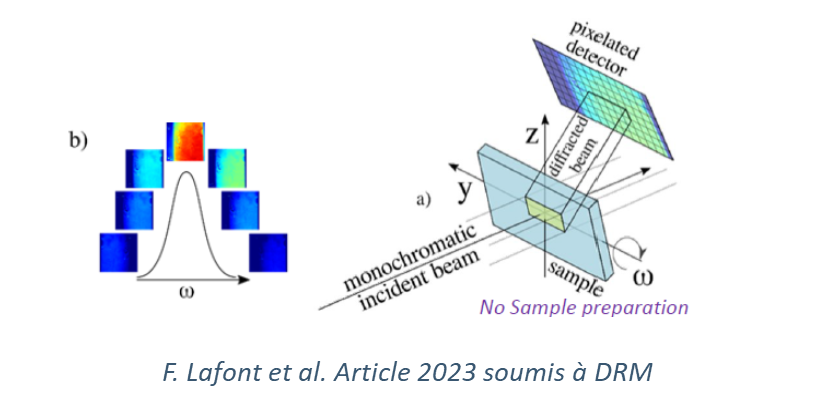 b)
ω
a)
pixelated
detector
z
diffracted
beam
y
monochromatic
incident beam
sample
ω
No Sample preparation
F. Lafont et al. Article 2023 soumis à DRM